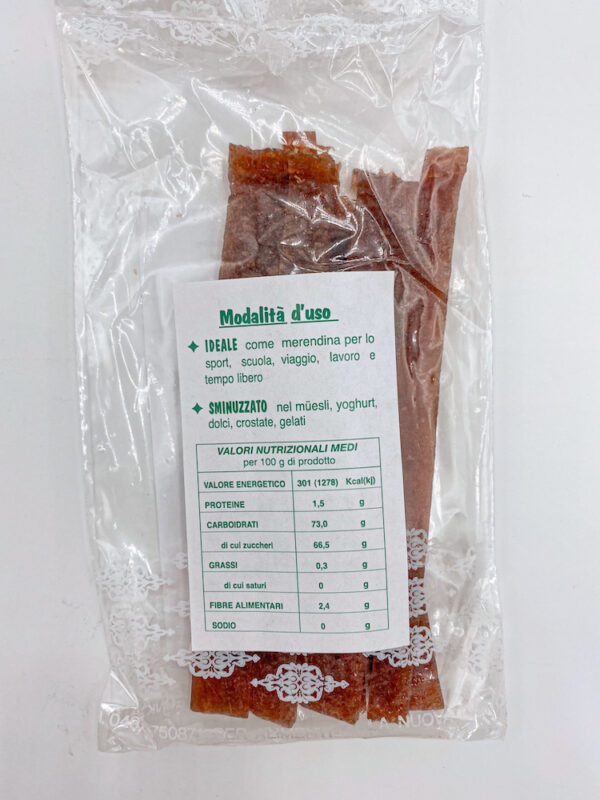 Modalità d'uso
✦ IDEALE come merendina per lo
sport, scuola, viaggio, lavoro e
tempo libero
✦ SMINUZZATO nel müesli, yoghurt,
dolci, crostate, gelati
VALORI NUTRIZIONALI MEDI
per 100 g di prodotto
VALORE ENERGETICO 301 (1278) Kcal(kj)
PROTEINE 1,5 g
CARBOIDRATI 73,0 g
di cui zuccheri 66,5 g
GRASSI 0,3 g
di cui saturi 0 g
FIBRE ALIMENTARI 2,4 g
SODIO 0 g